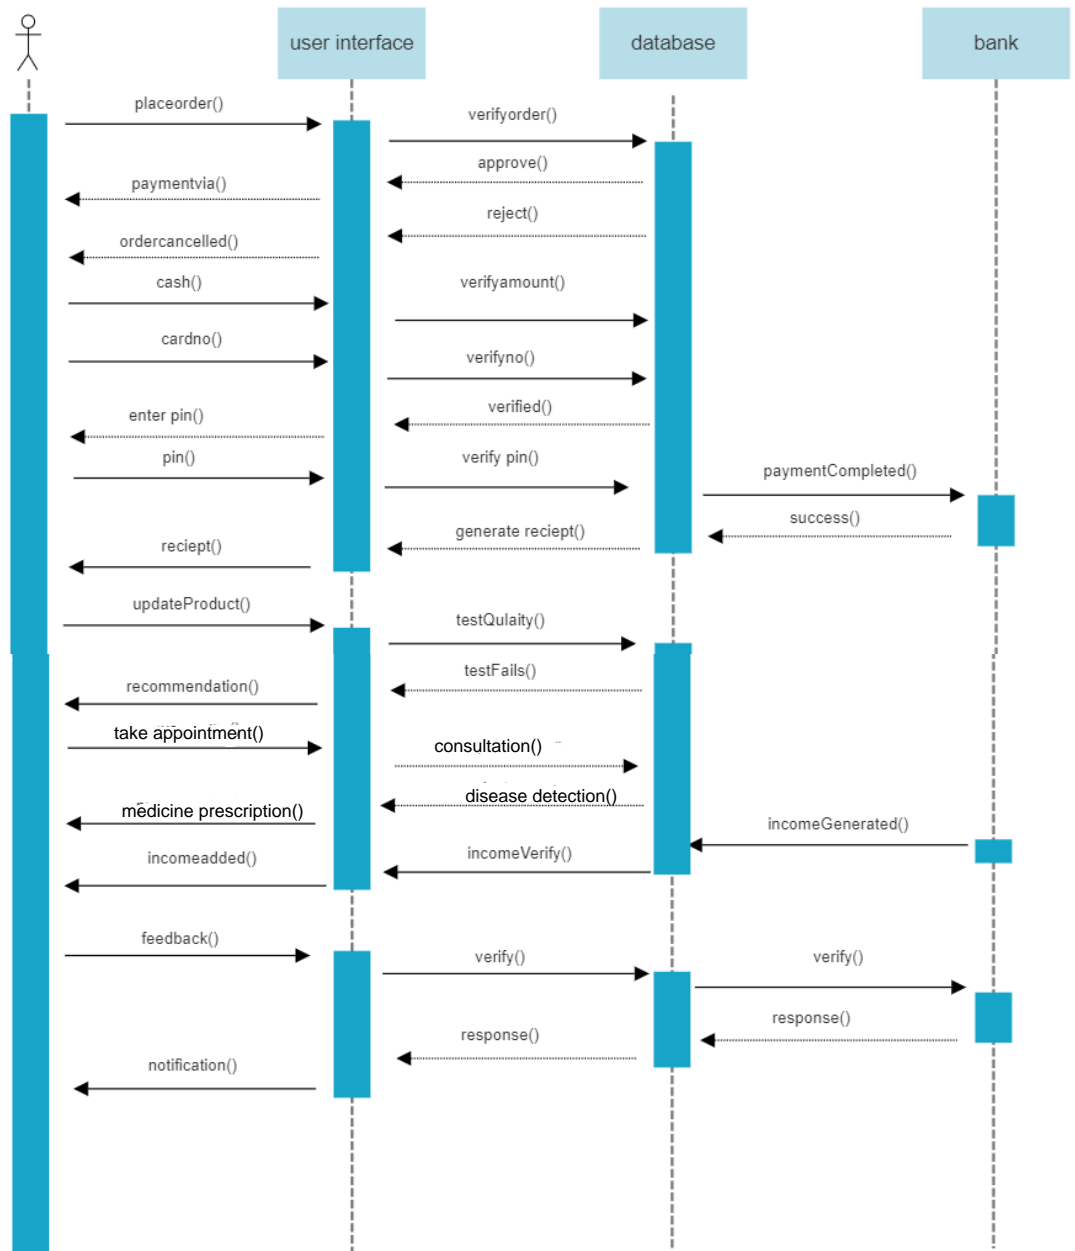 user interface
database
bank
placeorder()
verifyorder()
approve()
paymentvia()
reject()
ordercancelled()
cash()
verifyamount()
cardno()
verifyno()
verified()
enter pin()
pin()
verify pin()
paymentCompleted()
success()
generate reciept()
reciept()
updateProduct()
testQulaity()
testFails()
recommendation()
take appointment()
consultation()
disease detection()
medicine prescription()
incomeGenerated()
incomeVerify()
incomeadded()
feedback()
verify()
verify()
response()
response()
notification()